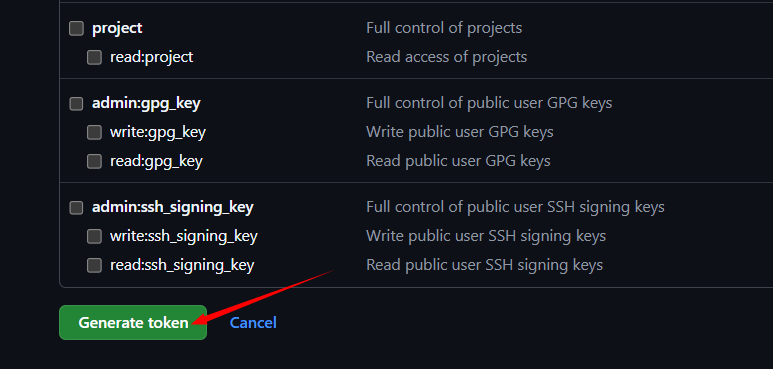 project Full control of projects
read:project Read access of projects
admin:gpg_key Full control of public user GPG keys
write:gpg_key Write public user GPG keys
read:gpg_key Read public user GPG keys
admin:ssh_signing_key Full control of public user SSH signing keys
write:ssh_signing_key Write public user SSH signing keys
read:ssh_signing_key Read public user SSH signing keys
Generate token Cancel